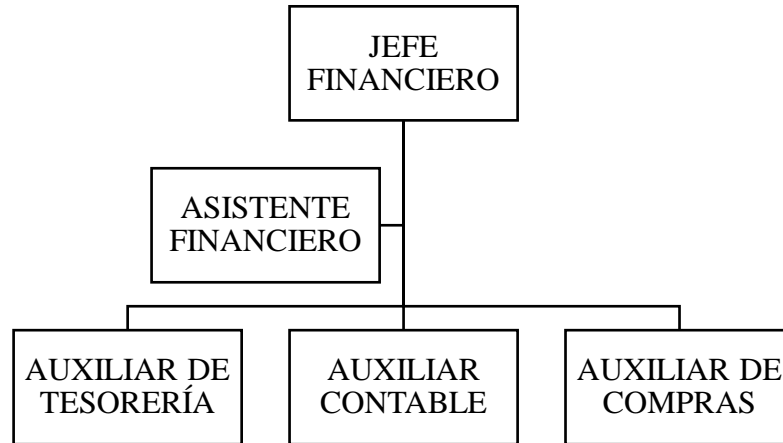 JEFE
FINANCIERO
ASISTENTE
FINANCIERO
AUXILIAR DE
TESORERÍA
AUXILIAR
CONTABLE
AUXILIAR DE
COMPRAS